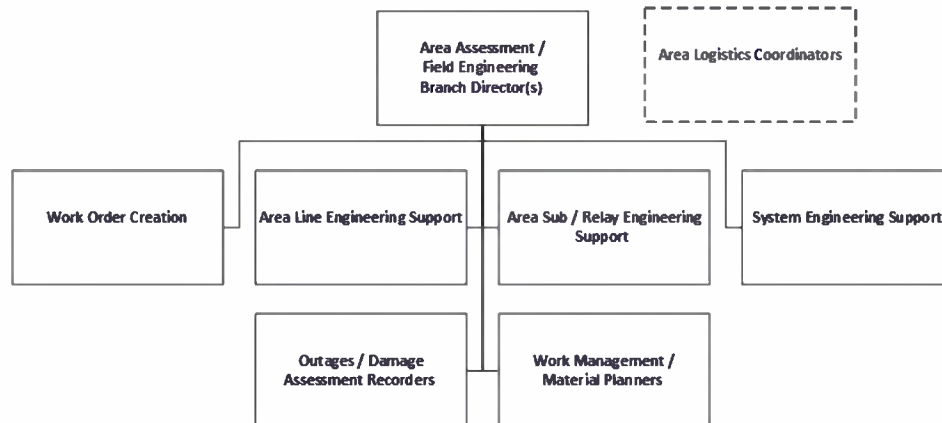 Area Assessment /
Field Engineering
Branch Director(s)
Area Logistics Coordinators
Work Order Creation
Area Line Engineering Support
Area Sub / Relay Engineering
Support
System Engineering Support
Outages / Damage
Assessment Recorders
Work Management /
Material Planners